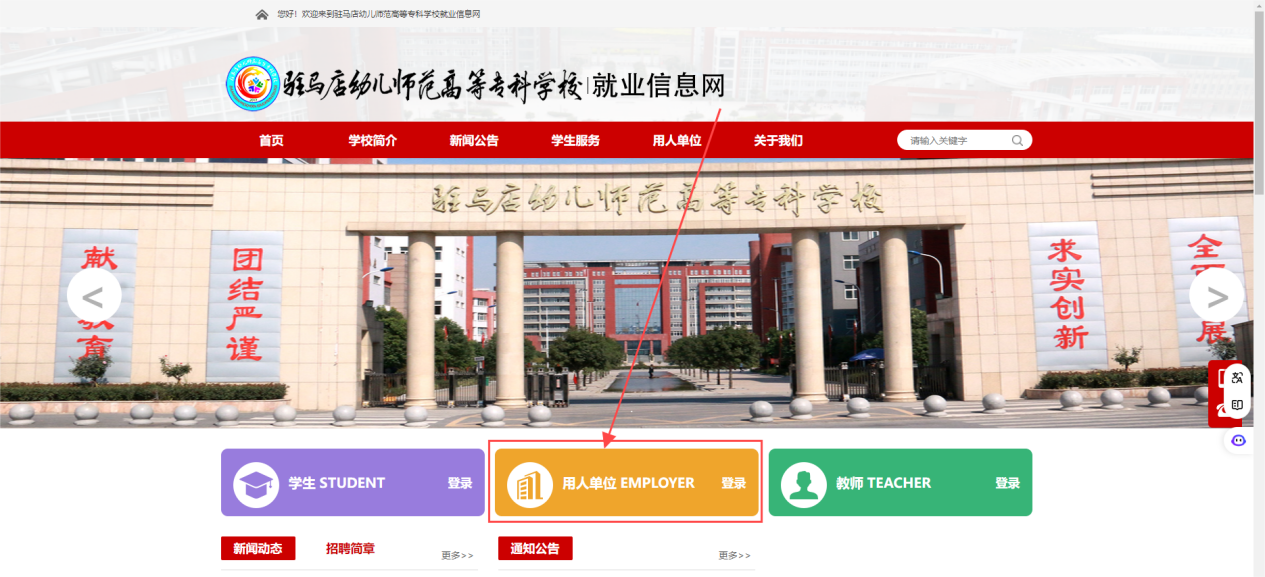 您好！欢迎来到驻马店幼儿师范高等专科学校就业信息网
驻马店幼儿师范高等专科学校|就业信息网
首页 学校简介 新闻公告 学生服务 用人单位 关于我们 请输入关键字
驻马店幼儿师范高等专科学校
献
教育
团结严谨
求实创新
全
展
<
>
学生 STUDENT 登录
用人单位 EMPLOYER 登录
教师 TEACHER 登录
新闻动态 招聘简章 更多>>
通知公告 更多>>